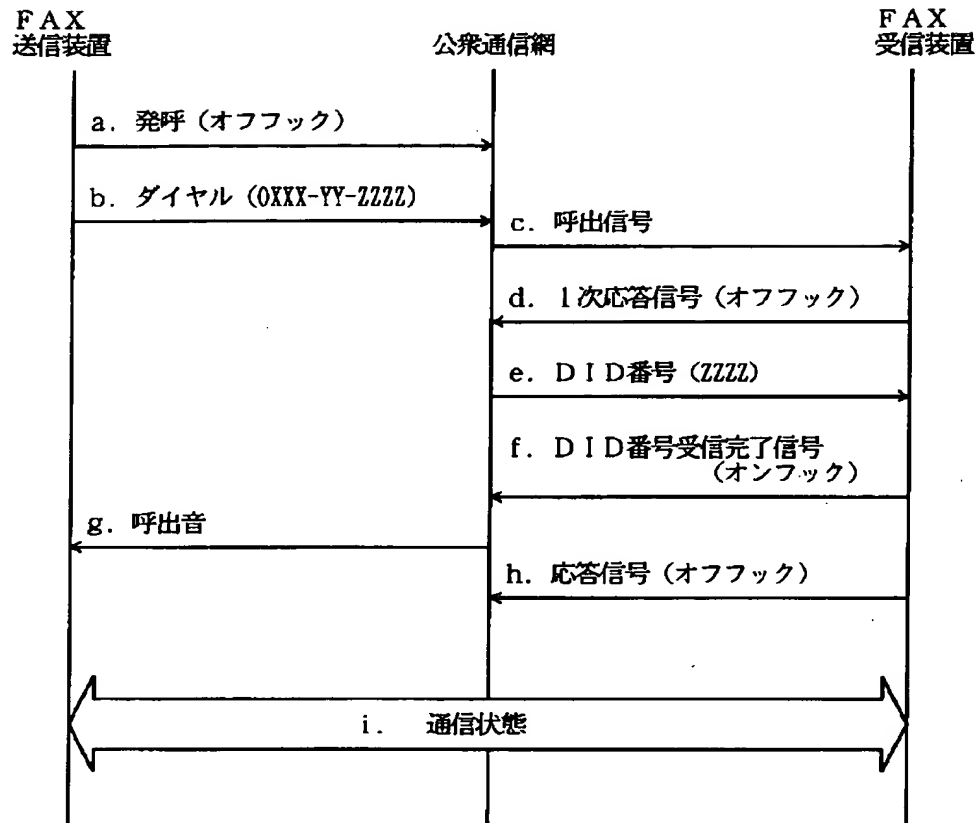 ＦＡＸ
送信装置
公衆通信網
ＦＡＸ
受信装置
ａ．発呼（オフフック）
ｂ．ダイヤル（0XXX-YY-ZZZZ）
ｃ．呼出信号
ｄ．１次応答信号（オフフック）
ｅ．ＤＩＤ番号（ZZZZ）
ｆ．ＤＩＤ番号受信完了信号
（オンフック）
ｇ．呼出音
ｈ．応答信号（オフフック）
ｉ．　通信状態